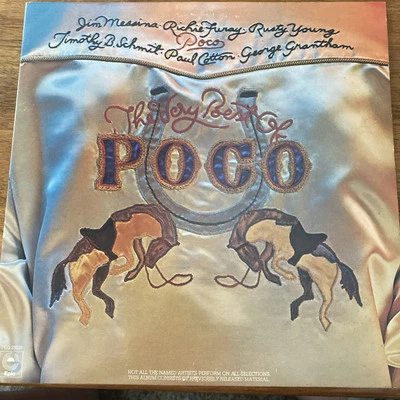 Jim Messina · Richie Furay · Rusty Young
Poco
Timothy B. Schmit · Paul Cotton · George Grantham
The Very Best Of
POCO
Epic
NOT ALL THE NAMED ARTISTS PERFORM ON ALL SELECTIONS.
THIS ALBUM CONSISTS OF PREVIOUSLY RELEASED MATERIAL.